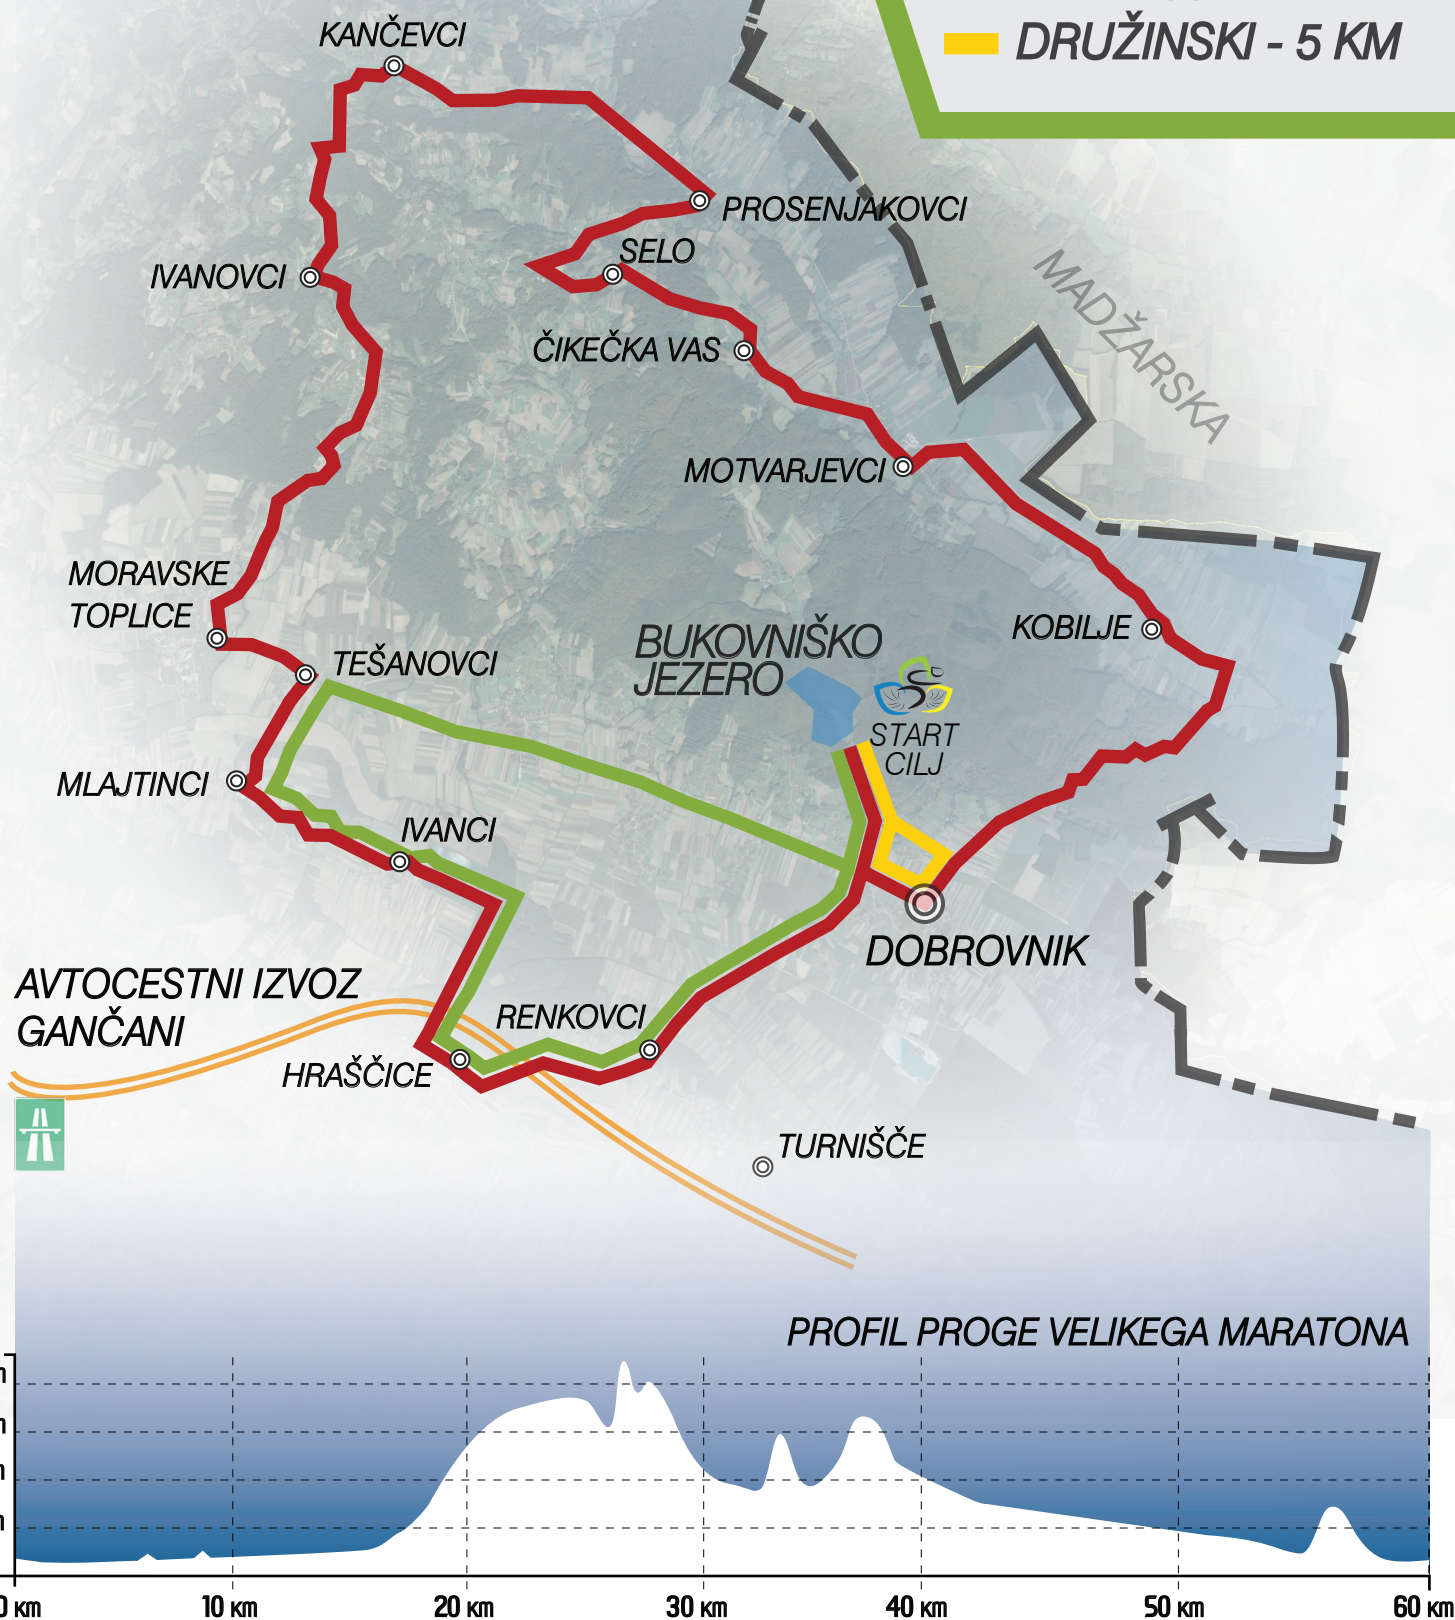 DRUŽINSKI - 5 KM
KANČEVCI
PROSENJAKOVCI
SELO
IVANOVCI
MADŽARSKA
ČIKEČKA VAS
MOTVARJEVCI
MORAVSKE
TOPLICE
KOBILJE
BUKOVNIŠKO
JEZERO
TEŠANOVCI
START
CILJ
MLAJTINCI
IVANCI
DOBROVNIK
AVTOCESTNI IZVOZ
GANČANI
RENKOVCI
HRAŠČICE
TURNIŠČE
PROFIL PROGE VELIKEGA MARATONA
0 KM 10 KM 20 KM 30 KM 40 KM 50 KM 60 KM